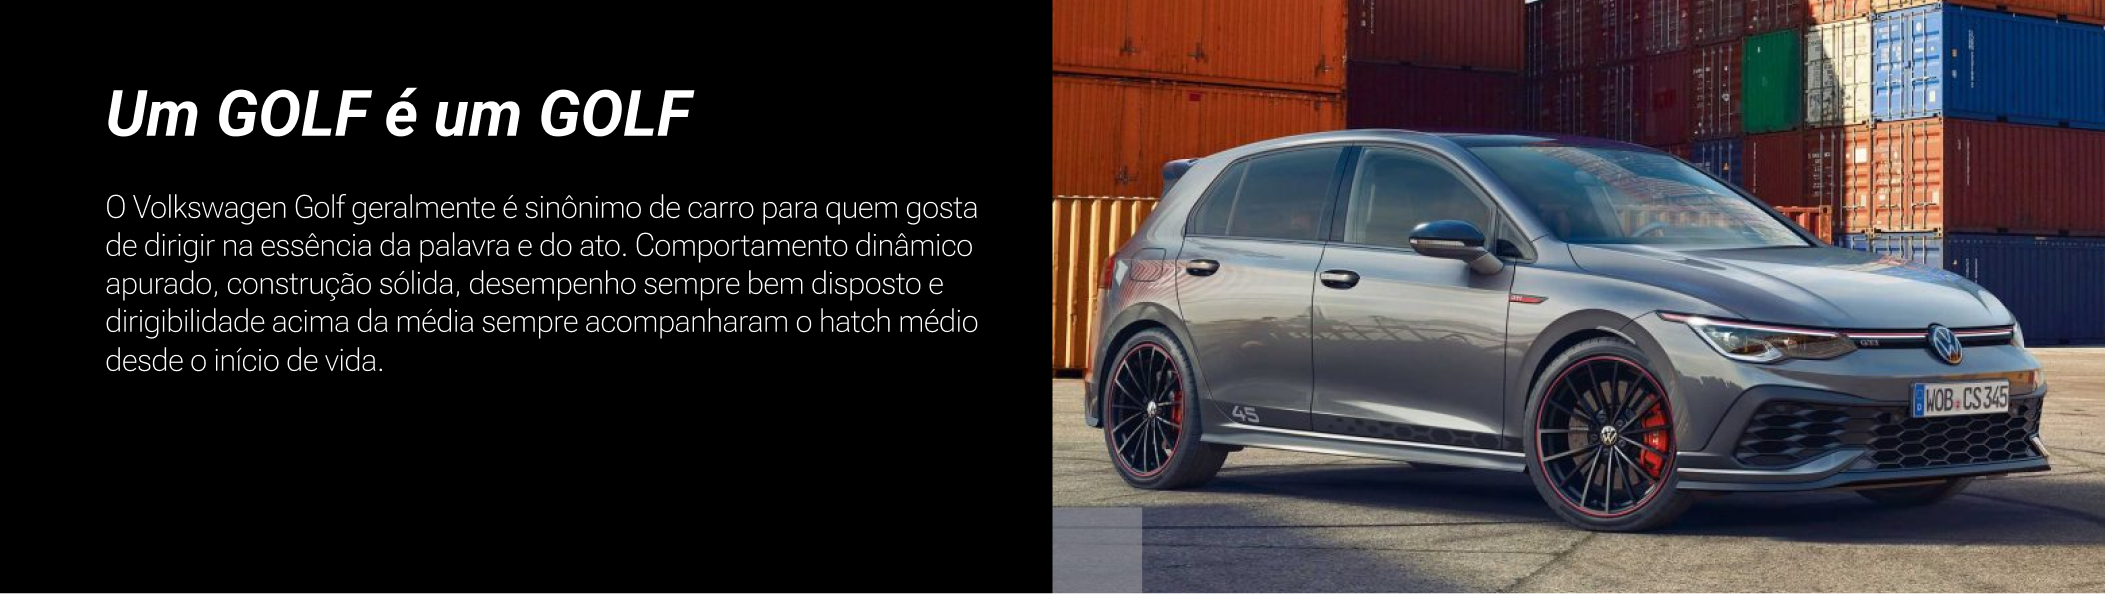 Um GOLF é um GOLF
O Volkswagen Golf geralmente é sinônimo de carro para quem gosta
de dirigir na essência da palavra e do ato. Comportamento dinâmico
apurado, construção sólida, desempenho sempre bem disposto e
dirigibilidade acima da média sempre acompanharam o hatch médio
desde o início de vida.
45
GTI
WOB CS 345